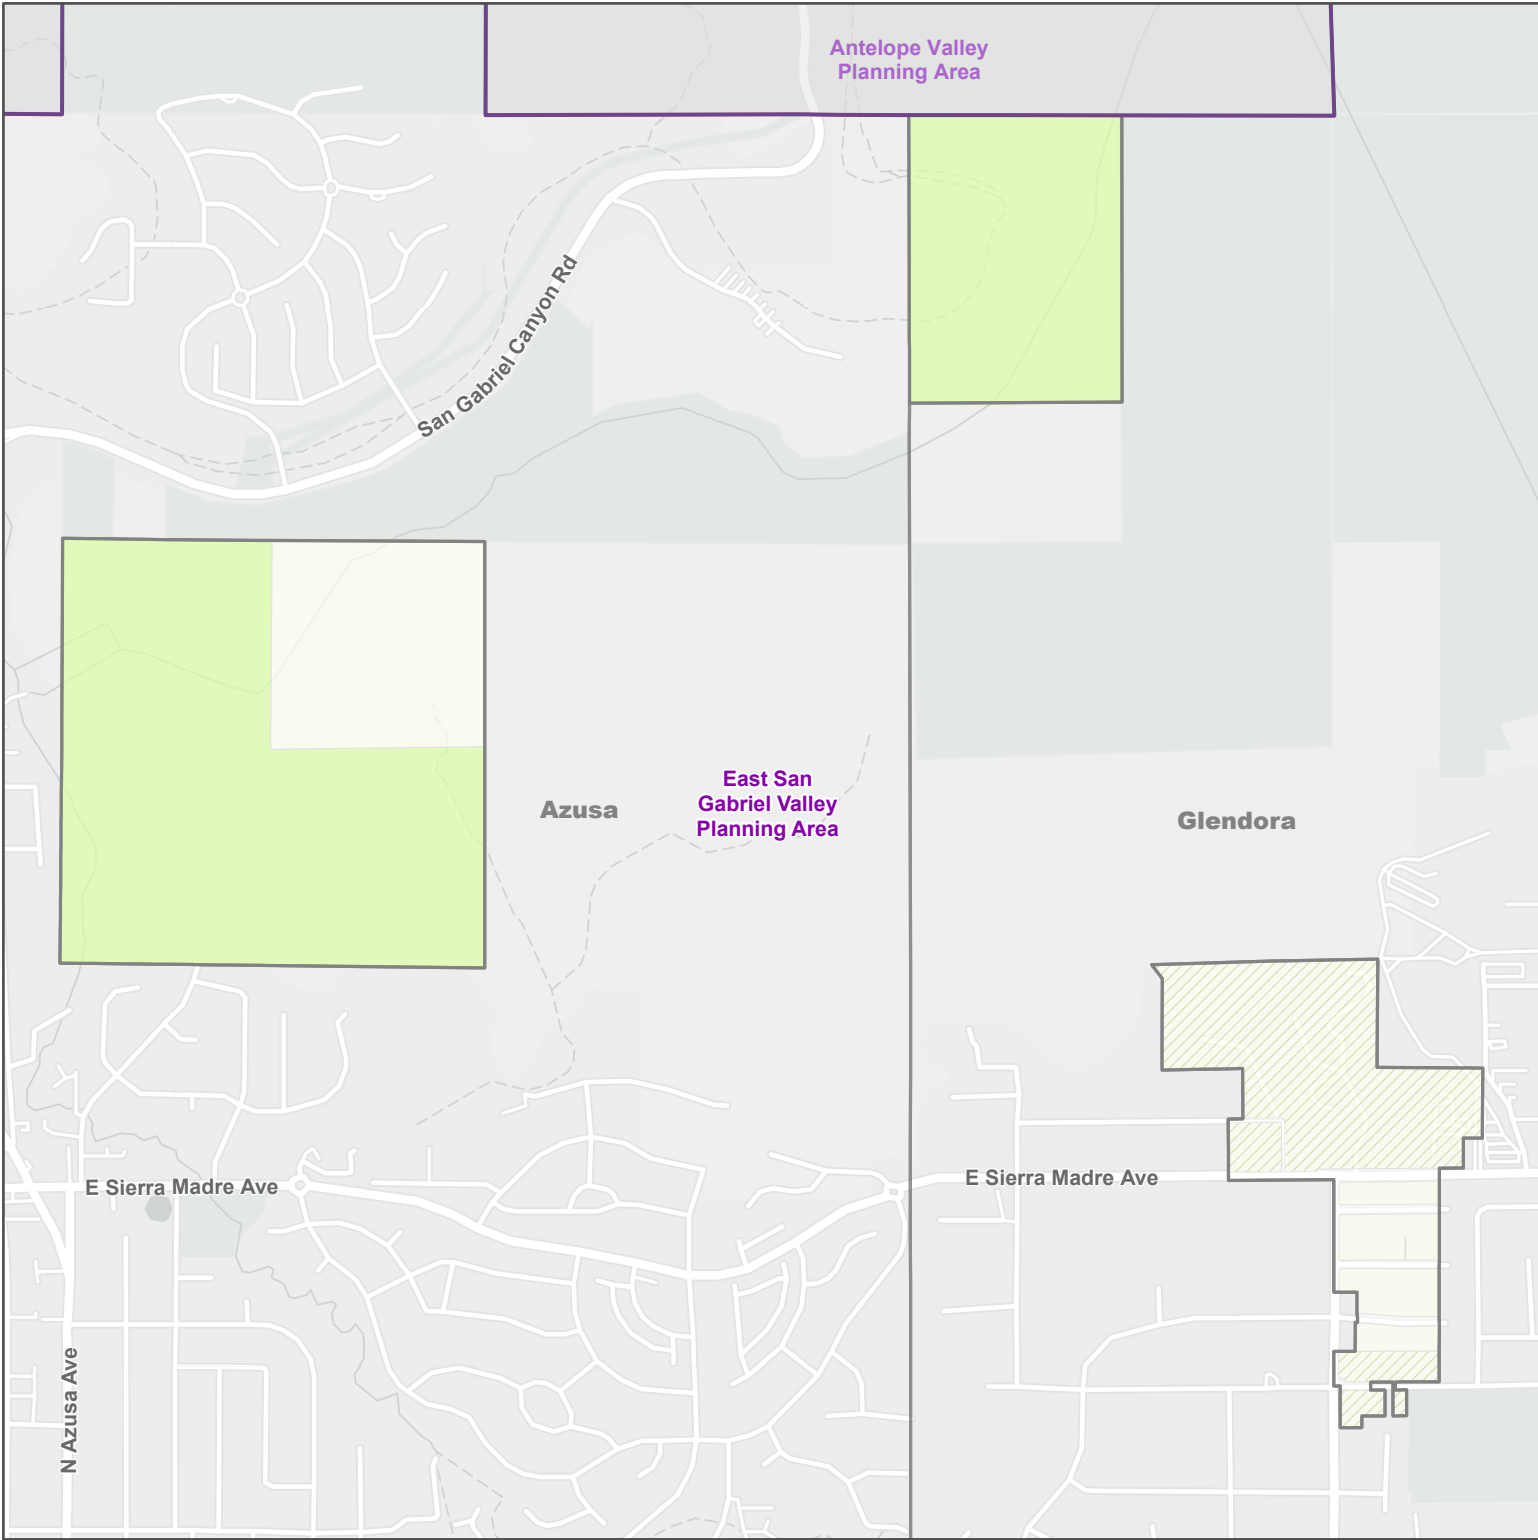 Antelope Valley
Planning Area
San Gabriel Canyon Rd
East San
Gabriel Valley
Planning Area
Azusa
Glendora
E Sierra Madre Ave
E Sierra Madre Ave
N Azusa Ave